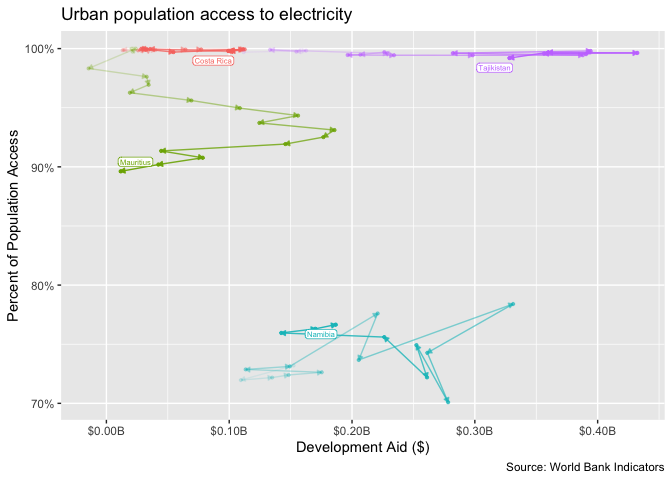 Urban population access to electricity
Percent of Population Access
100%
90%
80%
70%
Costa Rica
Tajikistan
Mauritius
Namibia
$0.00B
$0.10B
$0.20B
$0.30B
$0.40B
Development Aid ($)
Source: World Bank Indicators